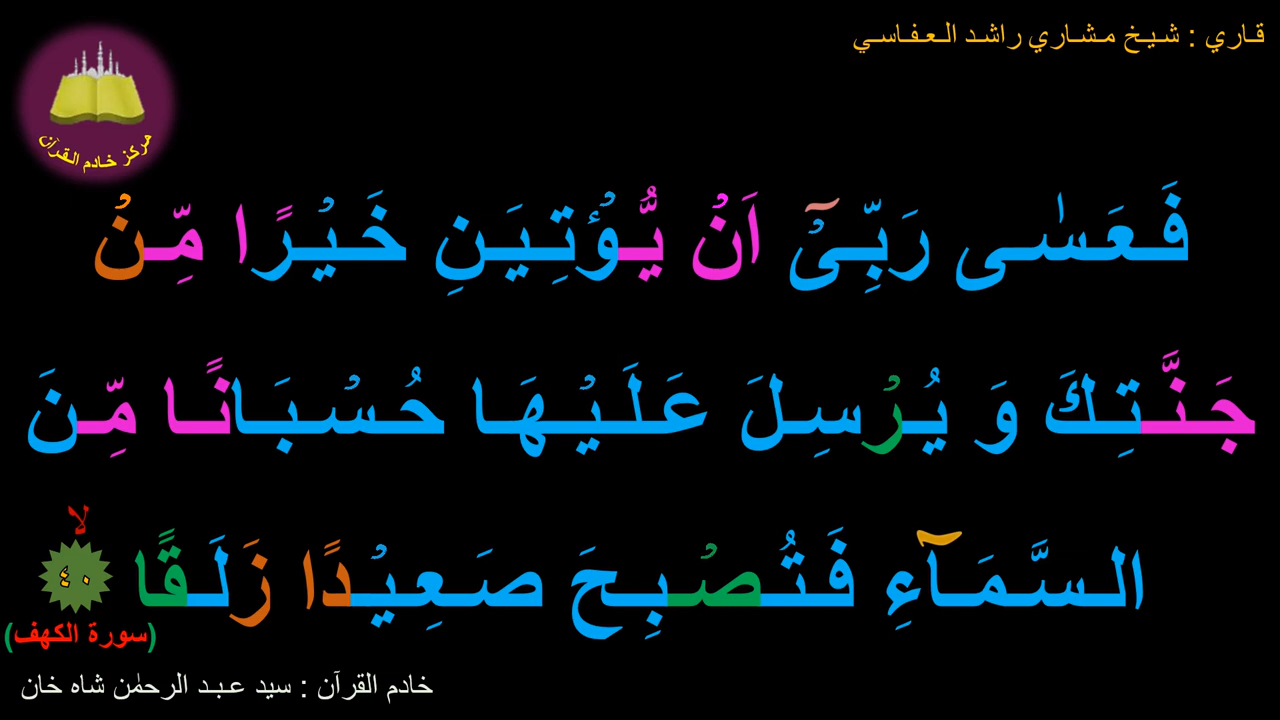 قاري : شيخ مشاري راشد العفاسي
مركز خادم القرآن
فَعَسٰى رَبِّىْٓ اَنْ يُّؤْتِيَنِ خَيْرًا مِّنْ
جَنَّتِكَ وَ يُرْسِلَ عَلَيْهَا حُسْبَانًا مِّنَ
السَّمَآءِ فَتُصْبِحَ صَعِيْدًا زَلَقًا ۙ ٤٠
(سورة الكهف)
خادم القرآن : سيد عبد الرحمٰن شاه خان